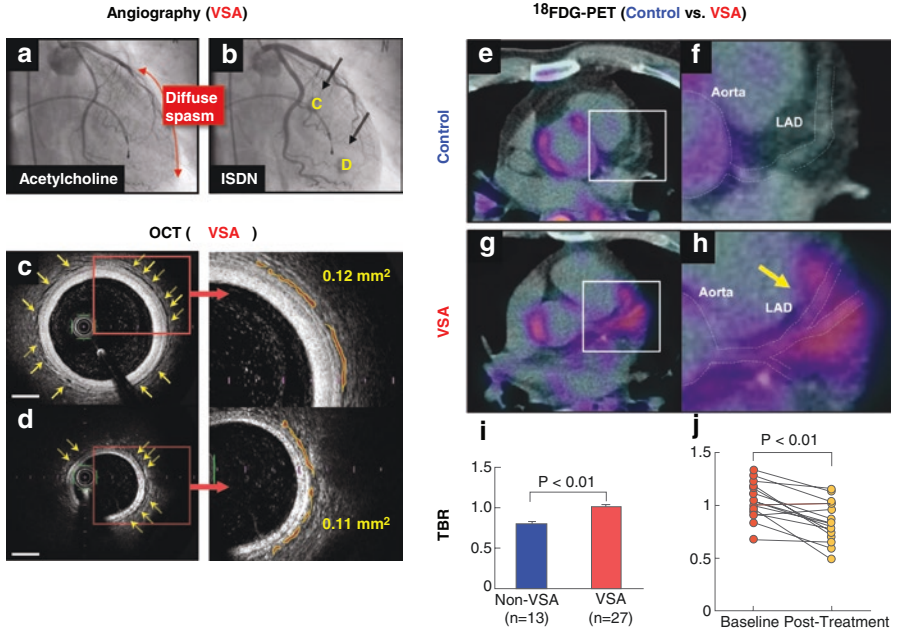 Angiography (VSA)
a
Diffuse
spasm
Acetylcholine
b
C
D
ISDN
OCT ( VSA )
c
0.12 mm²
d
0.11 mm²
¹⁸FDG-PET (Control vs. VSA)
Control
e
f
Aorta
LAD
VSA
g
h
Aorta
LAD
i
P < 0.01
TBR
1.5
1.0
0.5
0
Non-VSA
(n=13)
VSA
(n=27)
j
P < 0.01
1.5
1
0.5
0
Baseline Post-Treatment